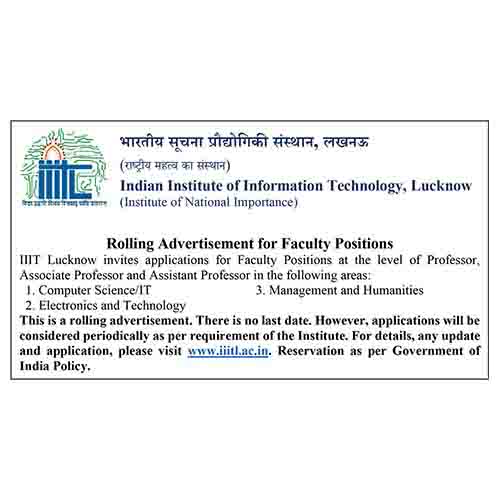 भारतीय सूचना प्रौद्योगिकी संस्थान, लखनऊ
(राष्ट्रीय महत्व का संस्थान)
Indian Institute of Information Technology, Lucknow
(Institute of National Importance)
Rolling Advertisement for Faculty Positions
IIIT Lucknow invites applications for Faculty Positions at the level of Professor,
Associate Professor and Assistant Professor in the following areas:
1. Computer Science/IT 3. Management and Humanities
2. Electronics and Technology
This is a rolling advertisement. There is no last date. However, applications will be
considered periodically as per requirement of the Institute. For details, any update
and application, please visit www.iiitl.ac.in. Reservation as per Government of
India Policy.